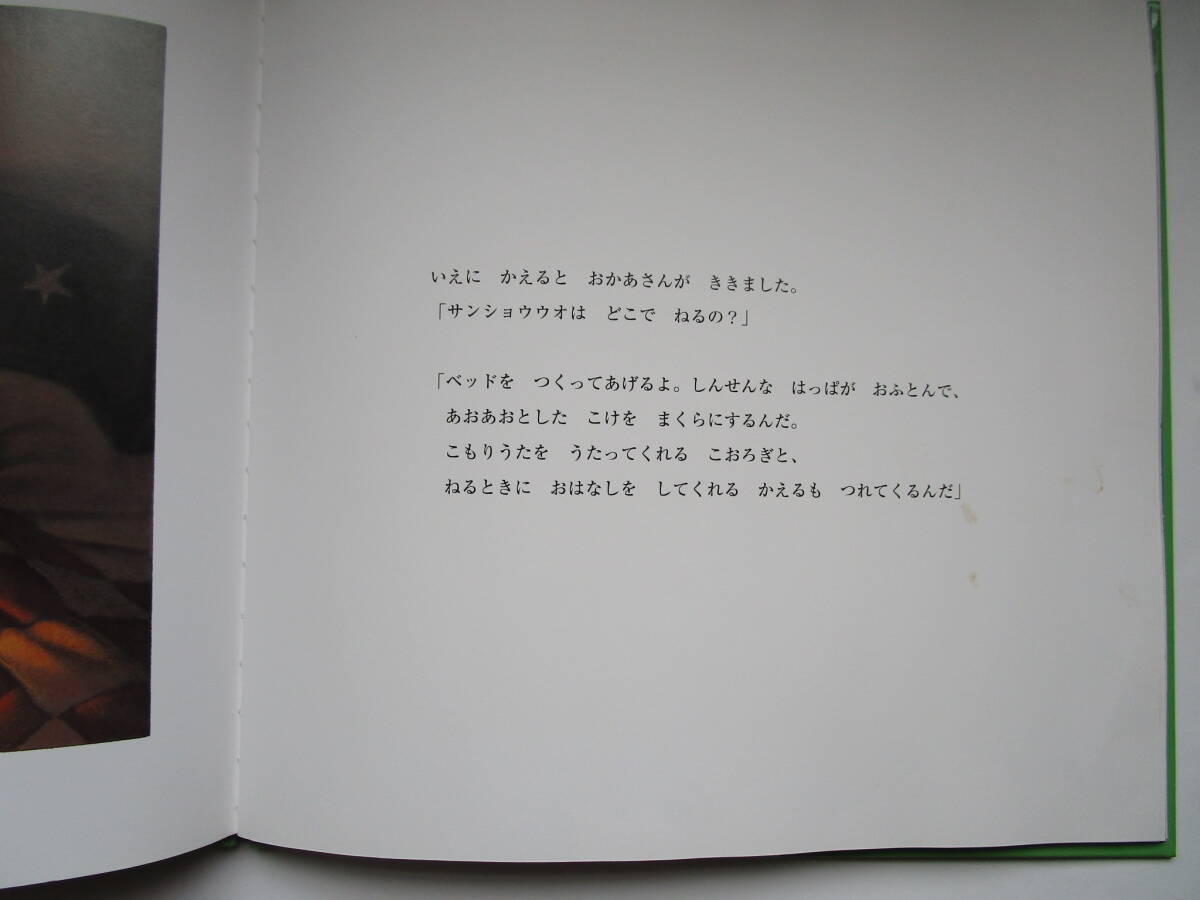 いえに　かえると　おかあさんが　ききました。
「サンショウウオは　どこで　ねるの？」
「ベッドを　つくってあげるよ。しんせんな　はっぱが　おふとんで、
あおあおとした　こけを　まくらにするんだ。
こもりうたを　うたってくれる　こおろぎと、
ねるときに　おはなしを　してくれる　かえるも　つれてくるんだ」